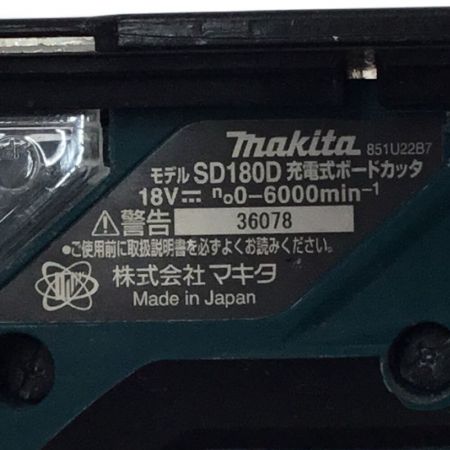 makita 851U22B7
モデル SD180D 充電式ボードカッタ
18V⎓ n₀0-6000min⁻¹
⚠警告 36078
●ご使用前に取扱説明書を必ずよくお読みください。
株式会社 マキタ
Made in Japan